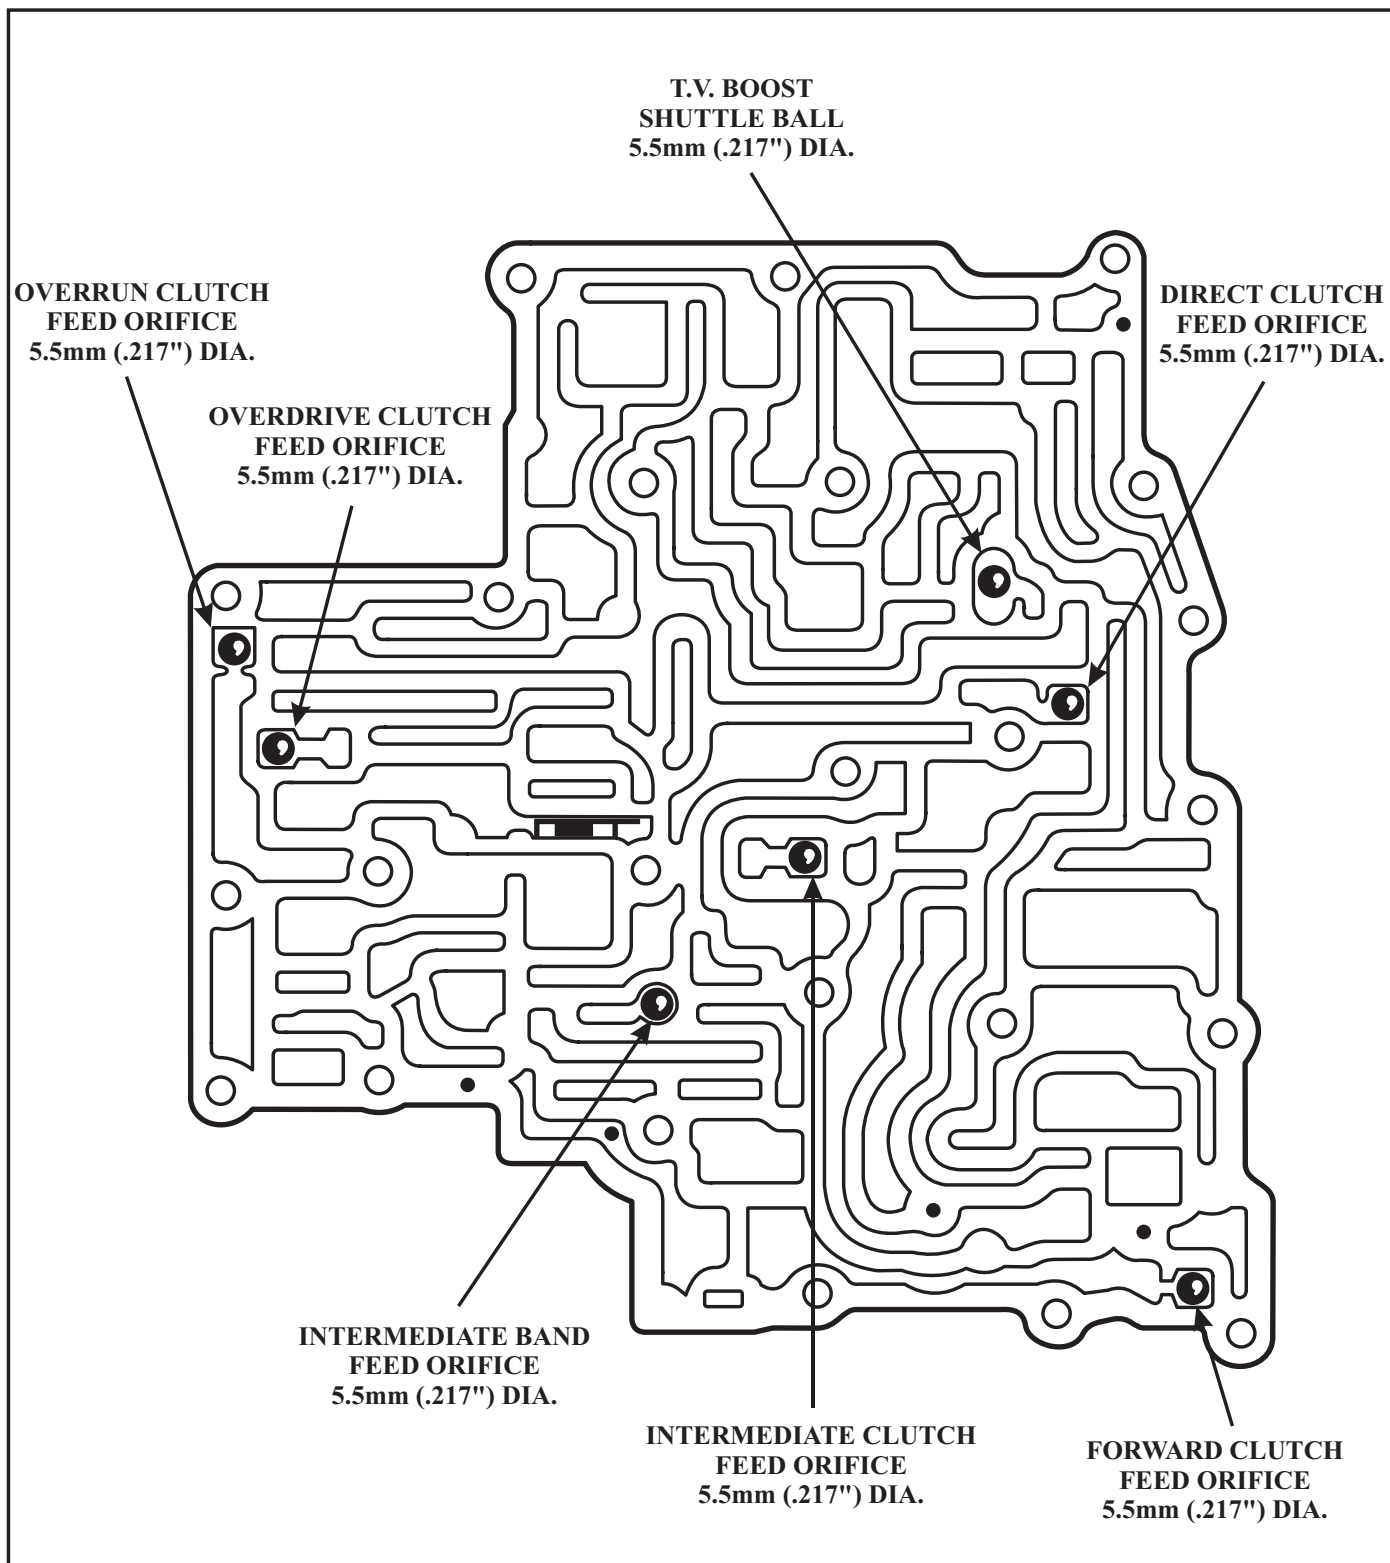 T.V. BOOST
SHUTTLE BALL
5.5mm (.217") DIA.
OVERRUN CLUTCH
FEED ORIFICE
5.5mm (.217") DIA.
DIRECT CLUTCH
FEED ORIFICE
5.5mm (.217") DIA.
OVERDRIVE CLUTCH
FEED ORIFICE
5.5mm (.217") DIA.
INTERMEDIATE BAND
FEED ORIFICE
5.5mm (.217") DIA.
INTERMEDIATE CLUTCH
FEED ORIFICE
5.5mm (.217") DIA.
FORWARD CLUTCH
FEED ORIFICE
5.5mm (.217") DIA.